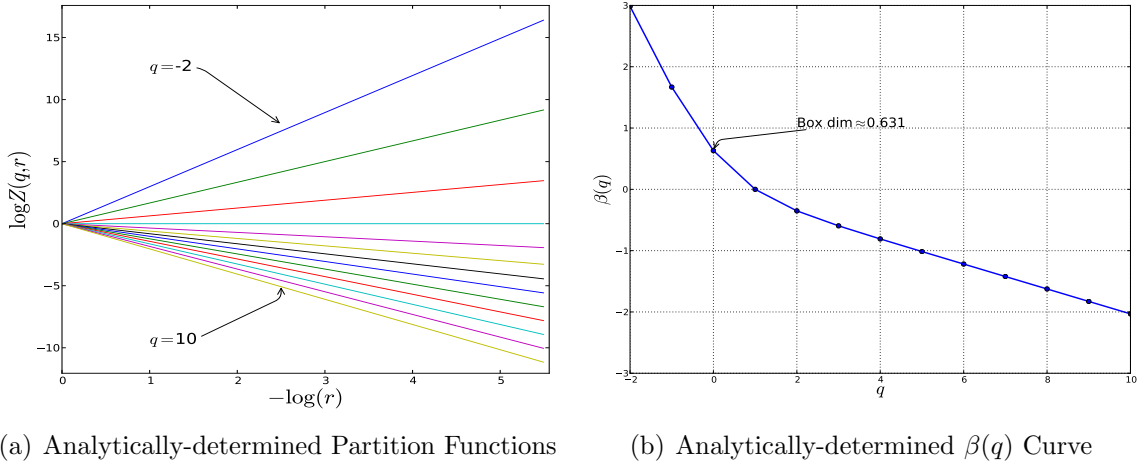 15
10
5
0
−5
−10
logZ(q,r)
q=-2
q=10
0 1 2 3 4 5
−log(r)
3
2
1
0
−1
−2
−3
β(q)
Box dim≈0.631
−2 0 2 4 6 8 10
q
(a) Analytically-determined Partition Functions
(b) Analytically-determined β(q) Curve